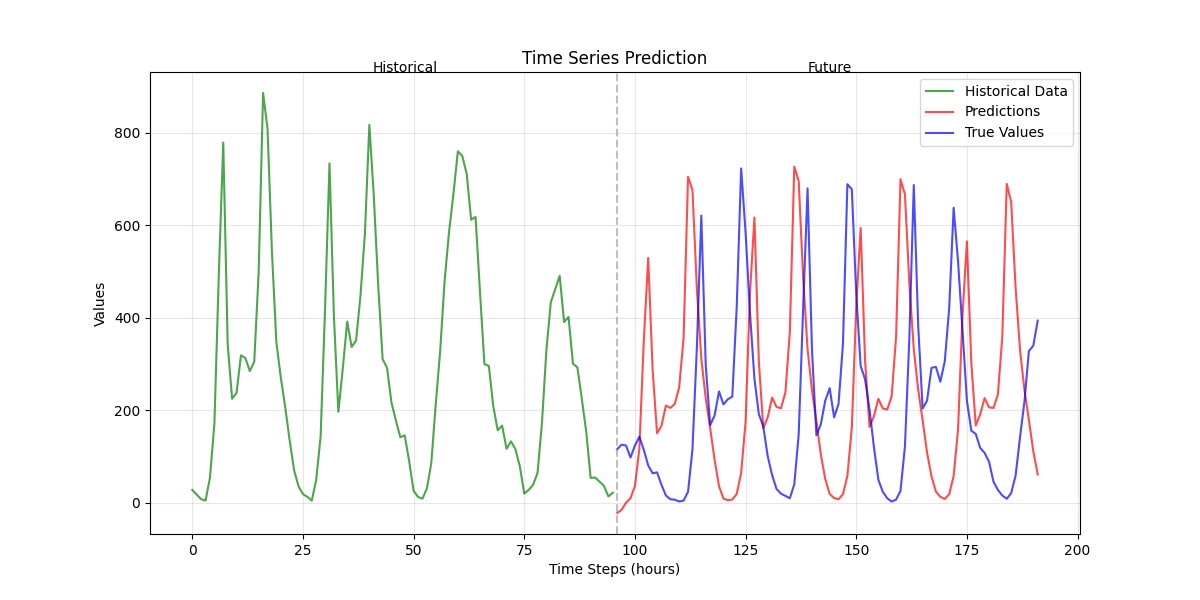 Time Series Prediction
Historical
Future
Historical Data
Predictions
True Values
Values
800
600
400
200
0
0
25
50
75
100
125
150
175
200
Time Steps (hours)